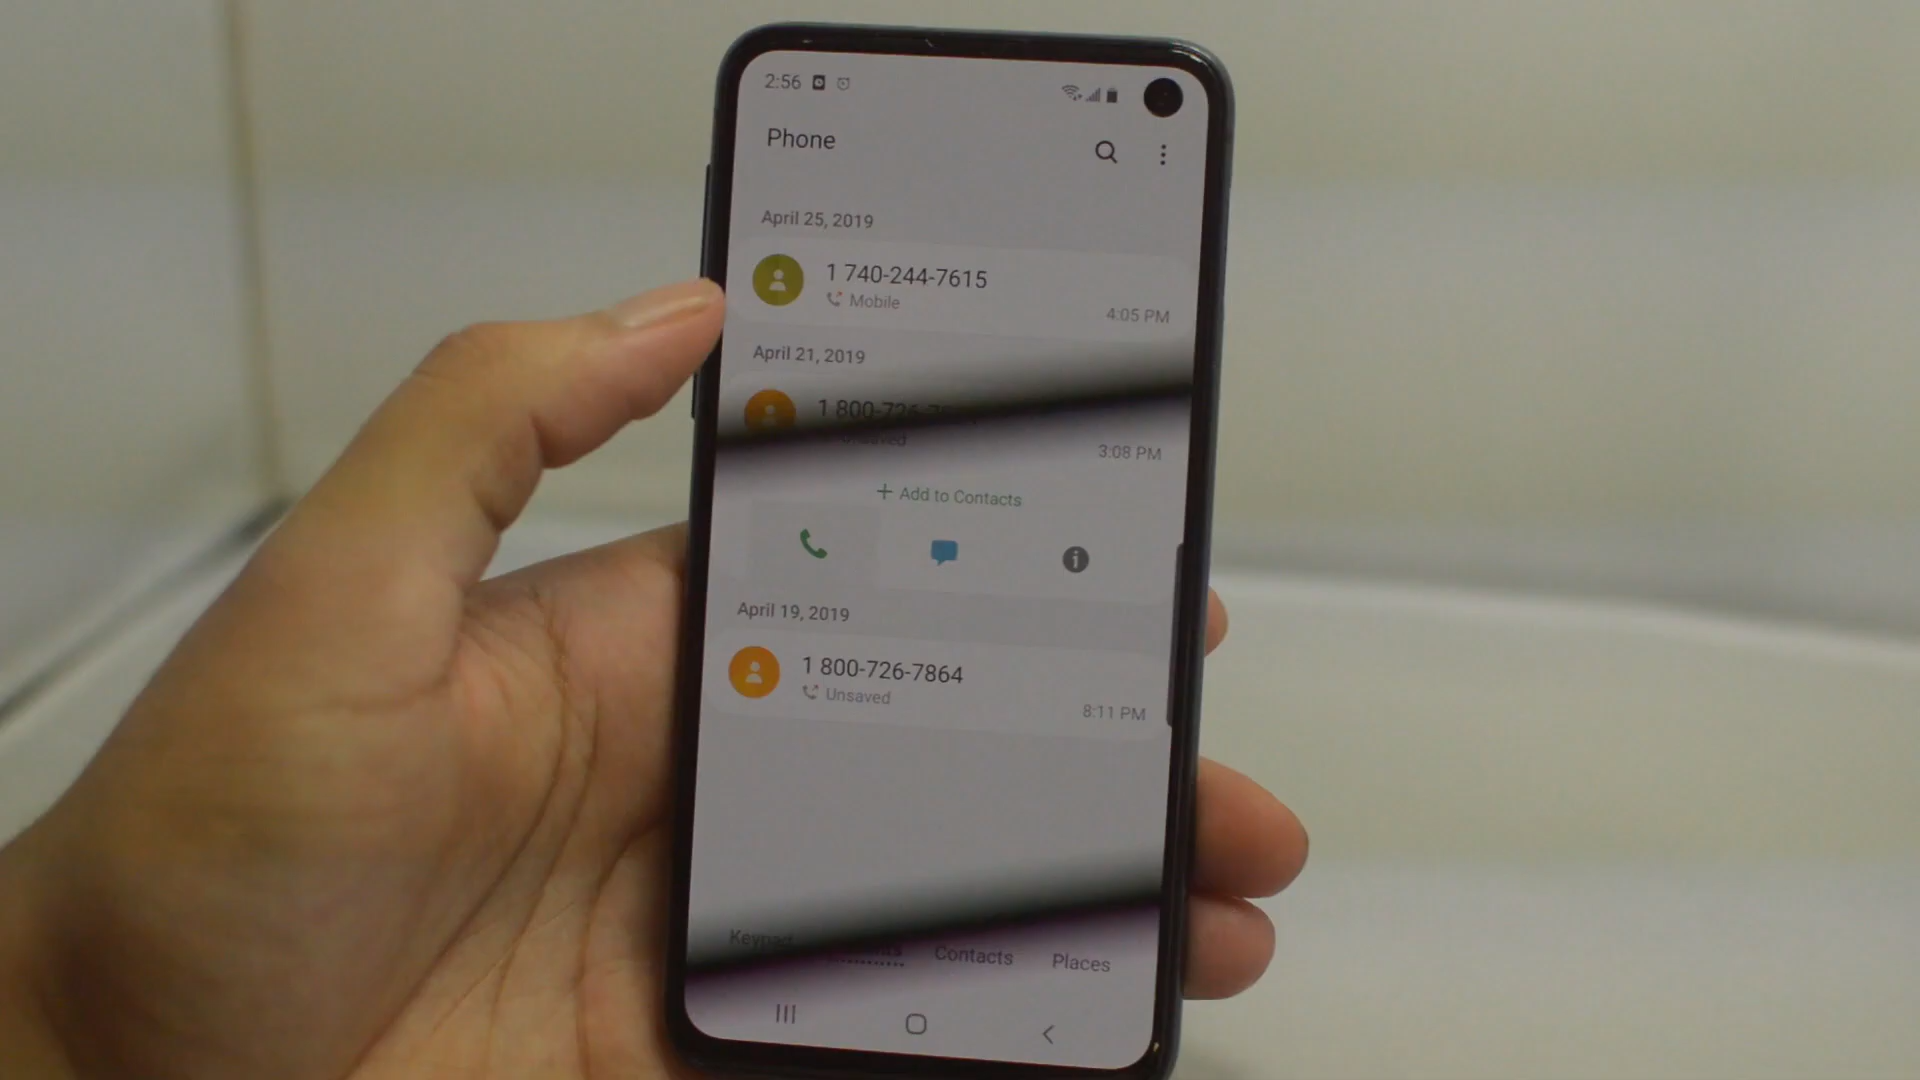 2:56
Phone
April 25, 2019
1 740-244-7615
Mobile
4:05 PM
April 21, 2019
1 800-726-
Unsaved
3:08 PM
+ Add to Contacts
April 19, 2019
1 800-726-7864
Unsaved
8:11 PM
Keypad Contacts Places